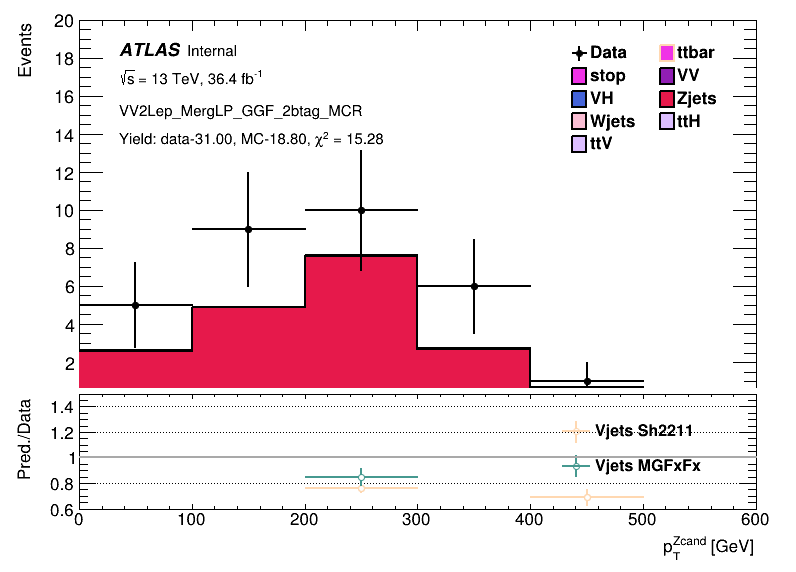 Events
20
18
16
14
12
10
8
6
4
2
ATLAS Internal
√s = 13 TeV, 36.4 fb⁻¹
VV2Lep_MergLP_GGF_2btag_MCR
Yield: data-31.00, MC-18.80, χ² = 15.28
Data
ttbar
stop
VV
VH
Zjets
Wjets
ttH
ttV
Pred./Data
1.4
1.2
1
0.8
0.6
Vjets Sh2211
Vjets MGFxFx
0 100 200 300 400 500 600
p_T^Zcand [GeV]